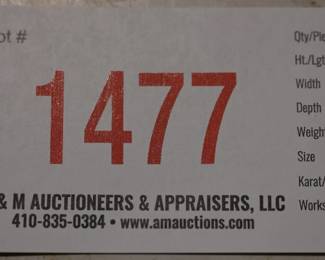 ot #
1477
& M AUCTIONEERS & APPRAISERS, LLC
410-835-0384 • www.amauctions.com
Qty/Pie
Ht./Lgt
Width
Depth
Weight
Size
Karat/
Works